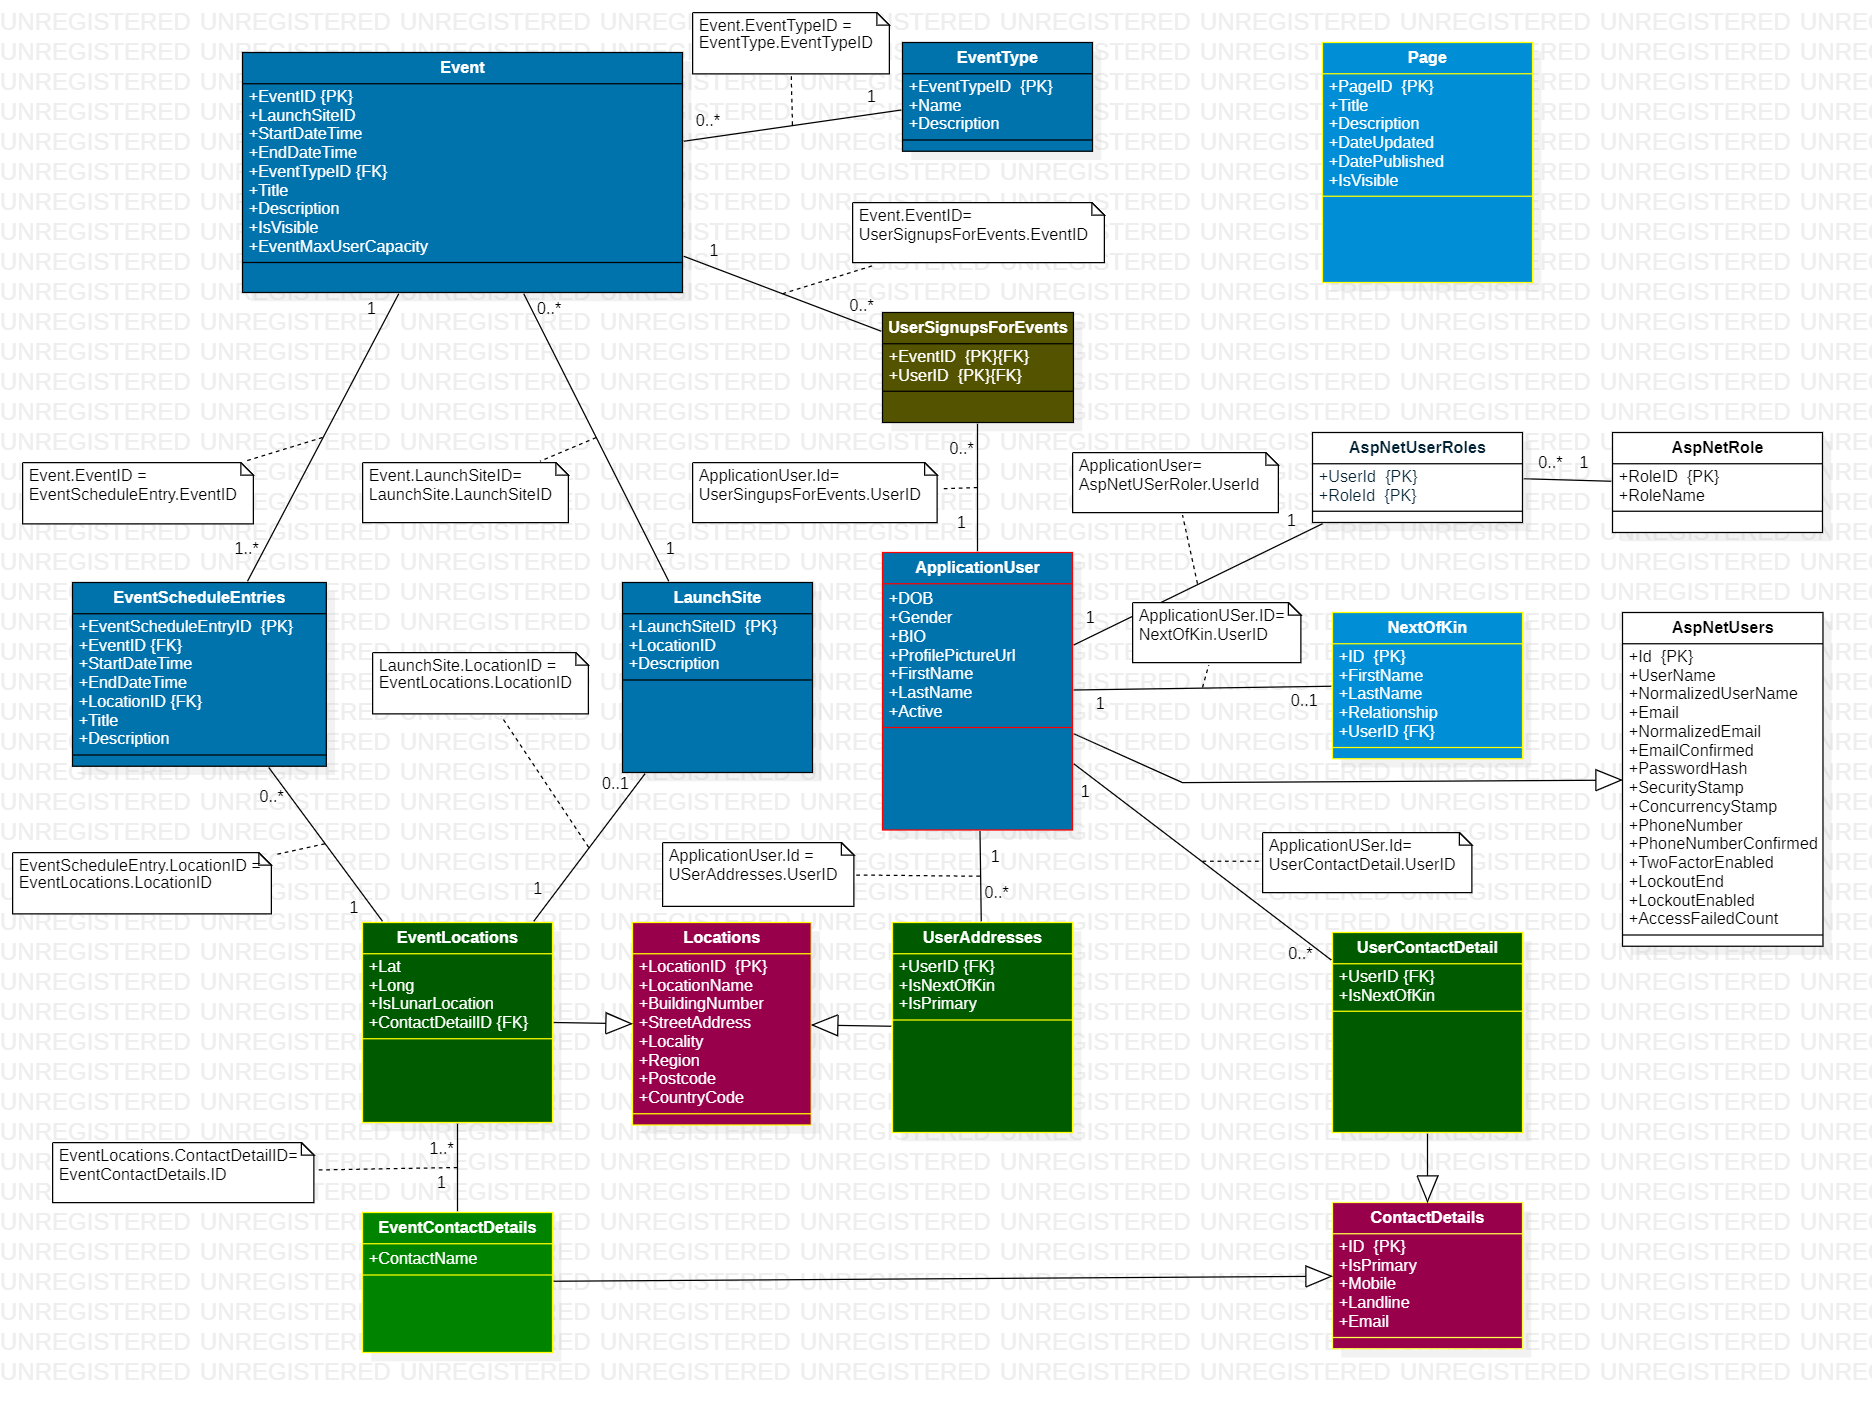 Event.EventTypeID =
EventType.EventTypeID
Event
+EventID {PK}
+LaunchSiteID
+StartDateTime
+EndDateTime
+EventTypeID {FK}
+Title
+Description
+IsVisible
+EventMaxUserCapacity
EventType
+EventTypeID {PK}
+Name
+Description
Page
+PageID {PK}
+Title
+Description
+DateUpdated
+DatePublished
+IsVisible
1
0..*
Event.EventID=
UserSignupsForEvents.EventID
1
0..*
1
0..*
UserSignupsForEvents
+EventID {PK}{FK}
+UserID {PK}{FK}
Event.EventID =
EventScheduleEntry.EventID
Event.LaunchSiteID=
LaunchSite.LaunchSiteID
ApplicationUser.Id=
UserSingupsForEvents.UserID
0..*
1
ApplicationUser=
AspNetUSerRoler.UserId
AspNetUserRoles
+UserId {PK}
+RoleId {PK}
0..*
1
AspNetRole
+RoleID {PK}
+RoleName
1
1..*
1
EventScheduleEntries
+EventScheduleEntryID {PK}
+EventID {FK}
+StartDateTime
+EndDateTime
+LocationID {FK}
+Title
+Description
LaunchSite.LocationID =
EventLocations.LocationID
LaunchSite
+LaunchSiteID {PK}
+LocationID
+Description
ApplicationUser
+DOB
+Gender
+BIO
+ProfilePictureUrl
+FirstName
+LastName
+Active
1
ApplicationUSer.ID=
NextOfKin.UserID
1
0..1
NextOfKin
+ID {PK}
+FirstName
+LastName
+Relationship
+UserID {FK}
AspNetUsers
+Id {PK}
+UserName
+NormalizedUserName
+Email
+NormalizedEmail
+EmailConfirmed
+PasswordHash
+SecurityStamp
+ConcurrencyStamp
+PhoneNumber
+PhoneNumberConfirmed
+TwoFactorEnabled
+LockoutEnd
+LockoutEnabled
+AccessFailedCount
0..*
0..1
1
EventScheduleEntry.LocationID =
EventLocations.LocationID
1
1
ApplicationUser.Id =
USerAddresses.UserID
1
0..*
ApplicationUSer.Id=
UserContactDetail.UserID
0..*
EventLocations
+Lat
+Long
+IsLunarLocation
+ContactDetailID {FK}
Locations
+LocationID {PK}
+LocationName
+BuildingNumber
+StreetAddress
+Locality
+Region
+Postcode
+CountryCode
UserAddresses
+UserID {FK}
+IsNextOfKin
+IsPrimary
UserContactDetail
+UserID {FK}
+IsNextOfKin
EventLocations.ContactDetailID=
EventContactDetails.ID
1..*
1
EventContactDetails
+ContactName
ContactDetails
+ID {PK}
+IsPrimary
+Mobile
+Landline
+Email
UNREGISTERED